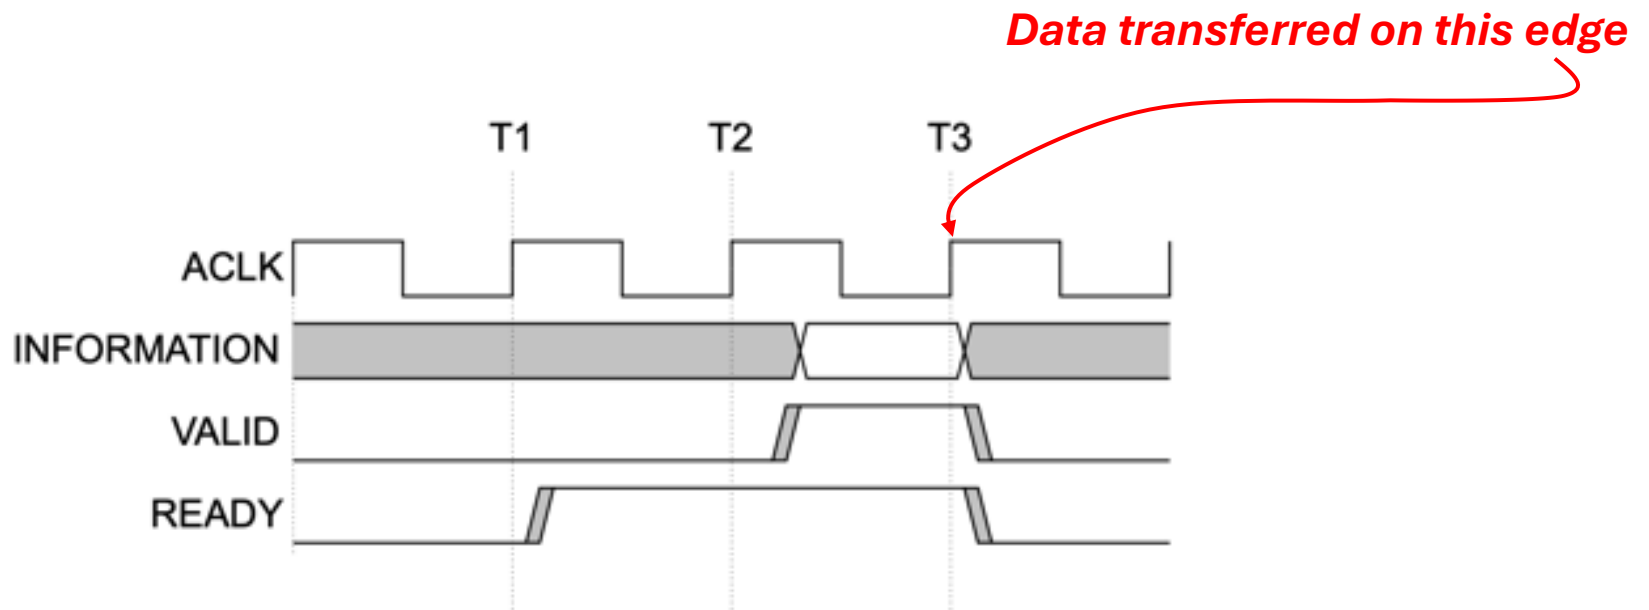 Data transferred on this edge
T1 T2 T3
ACLK
INFORMATION
VALID
READY